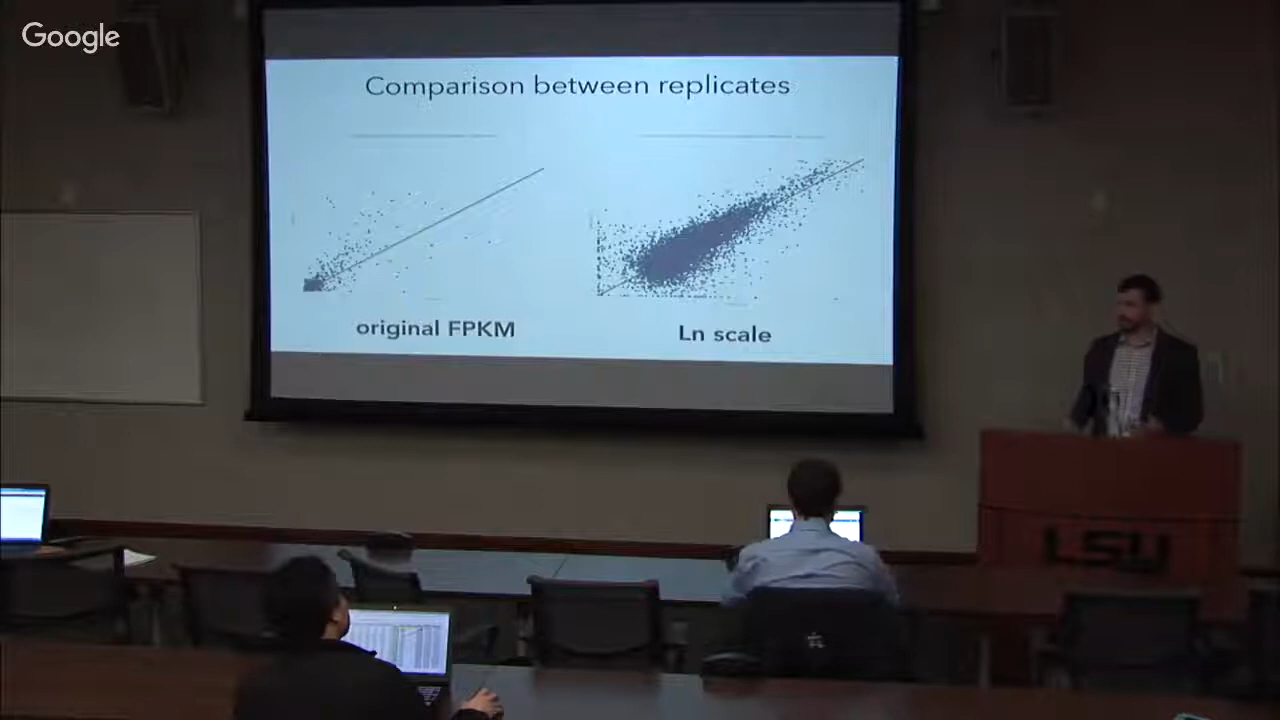 Google
Comparison between replicates
original FPKM
Ln scale
LSU